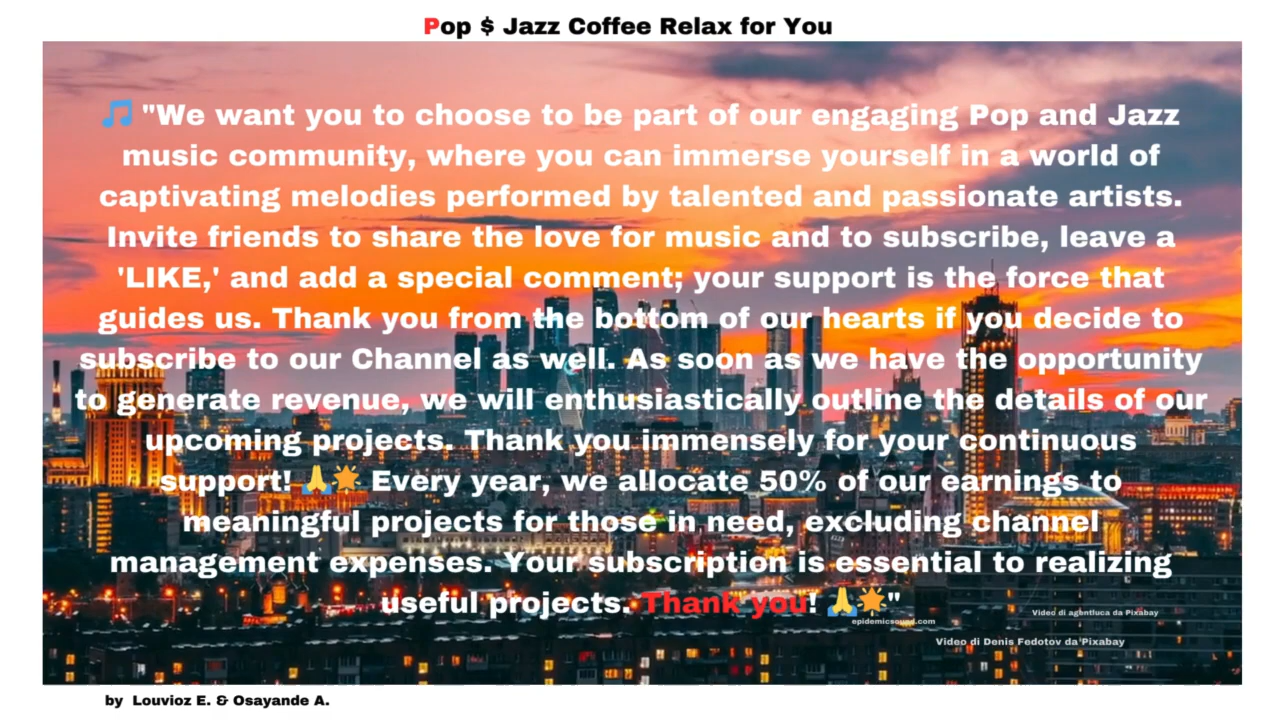 Pop $ Jazz Coffee Relax for You
🎵 "We want you to choose to be part of our engaging Pop and Jazz
music community, where you can immerse yourself in a world of
captivating melodies performed by talented and passionate artists.
Invite friends to share the love for music and to subscribe, leave a
'LIKE,' and add a special comment; your support is the force that
guides us. Thank you from the bottom of our hearts if you decide to
subscribe to our Channel as well. As soon as we have the opportunity
to generate revenue, we will enthusiastically outline the details of our
upcoming projects. Thank you immensely for your continuous
support! 🙏🌟 Every year, we allocate 50% of our earnings to
meaningful projects for those in need, excluding channel
management expenses. Your subscription is essential to realizing
useful projects. Thank you! 🙏🌟"
Video di agentluca da Pixabay
epidemicsound.com
Video di Denis Fedotov da Pixabay
by Louvioz E. & Osayande A.